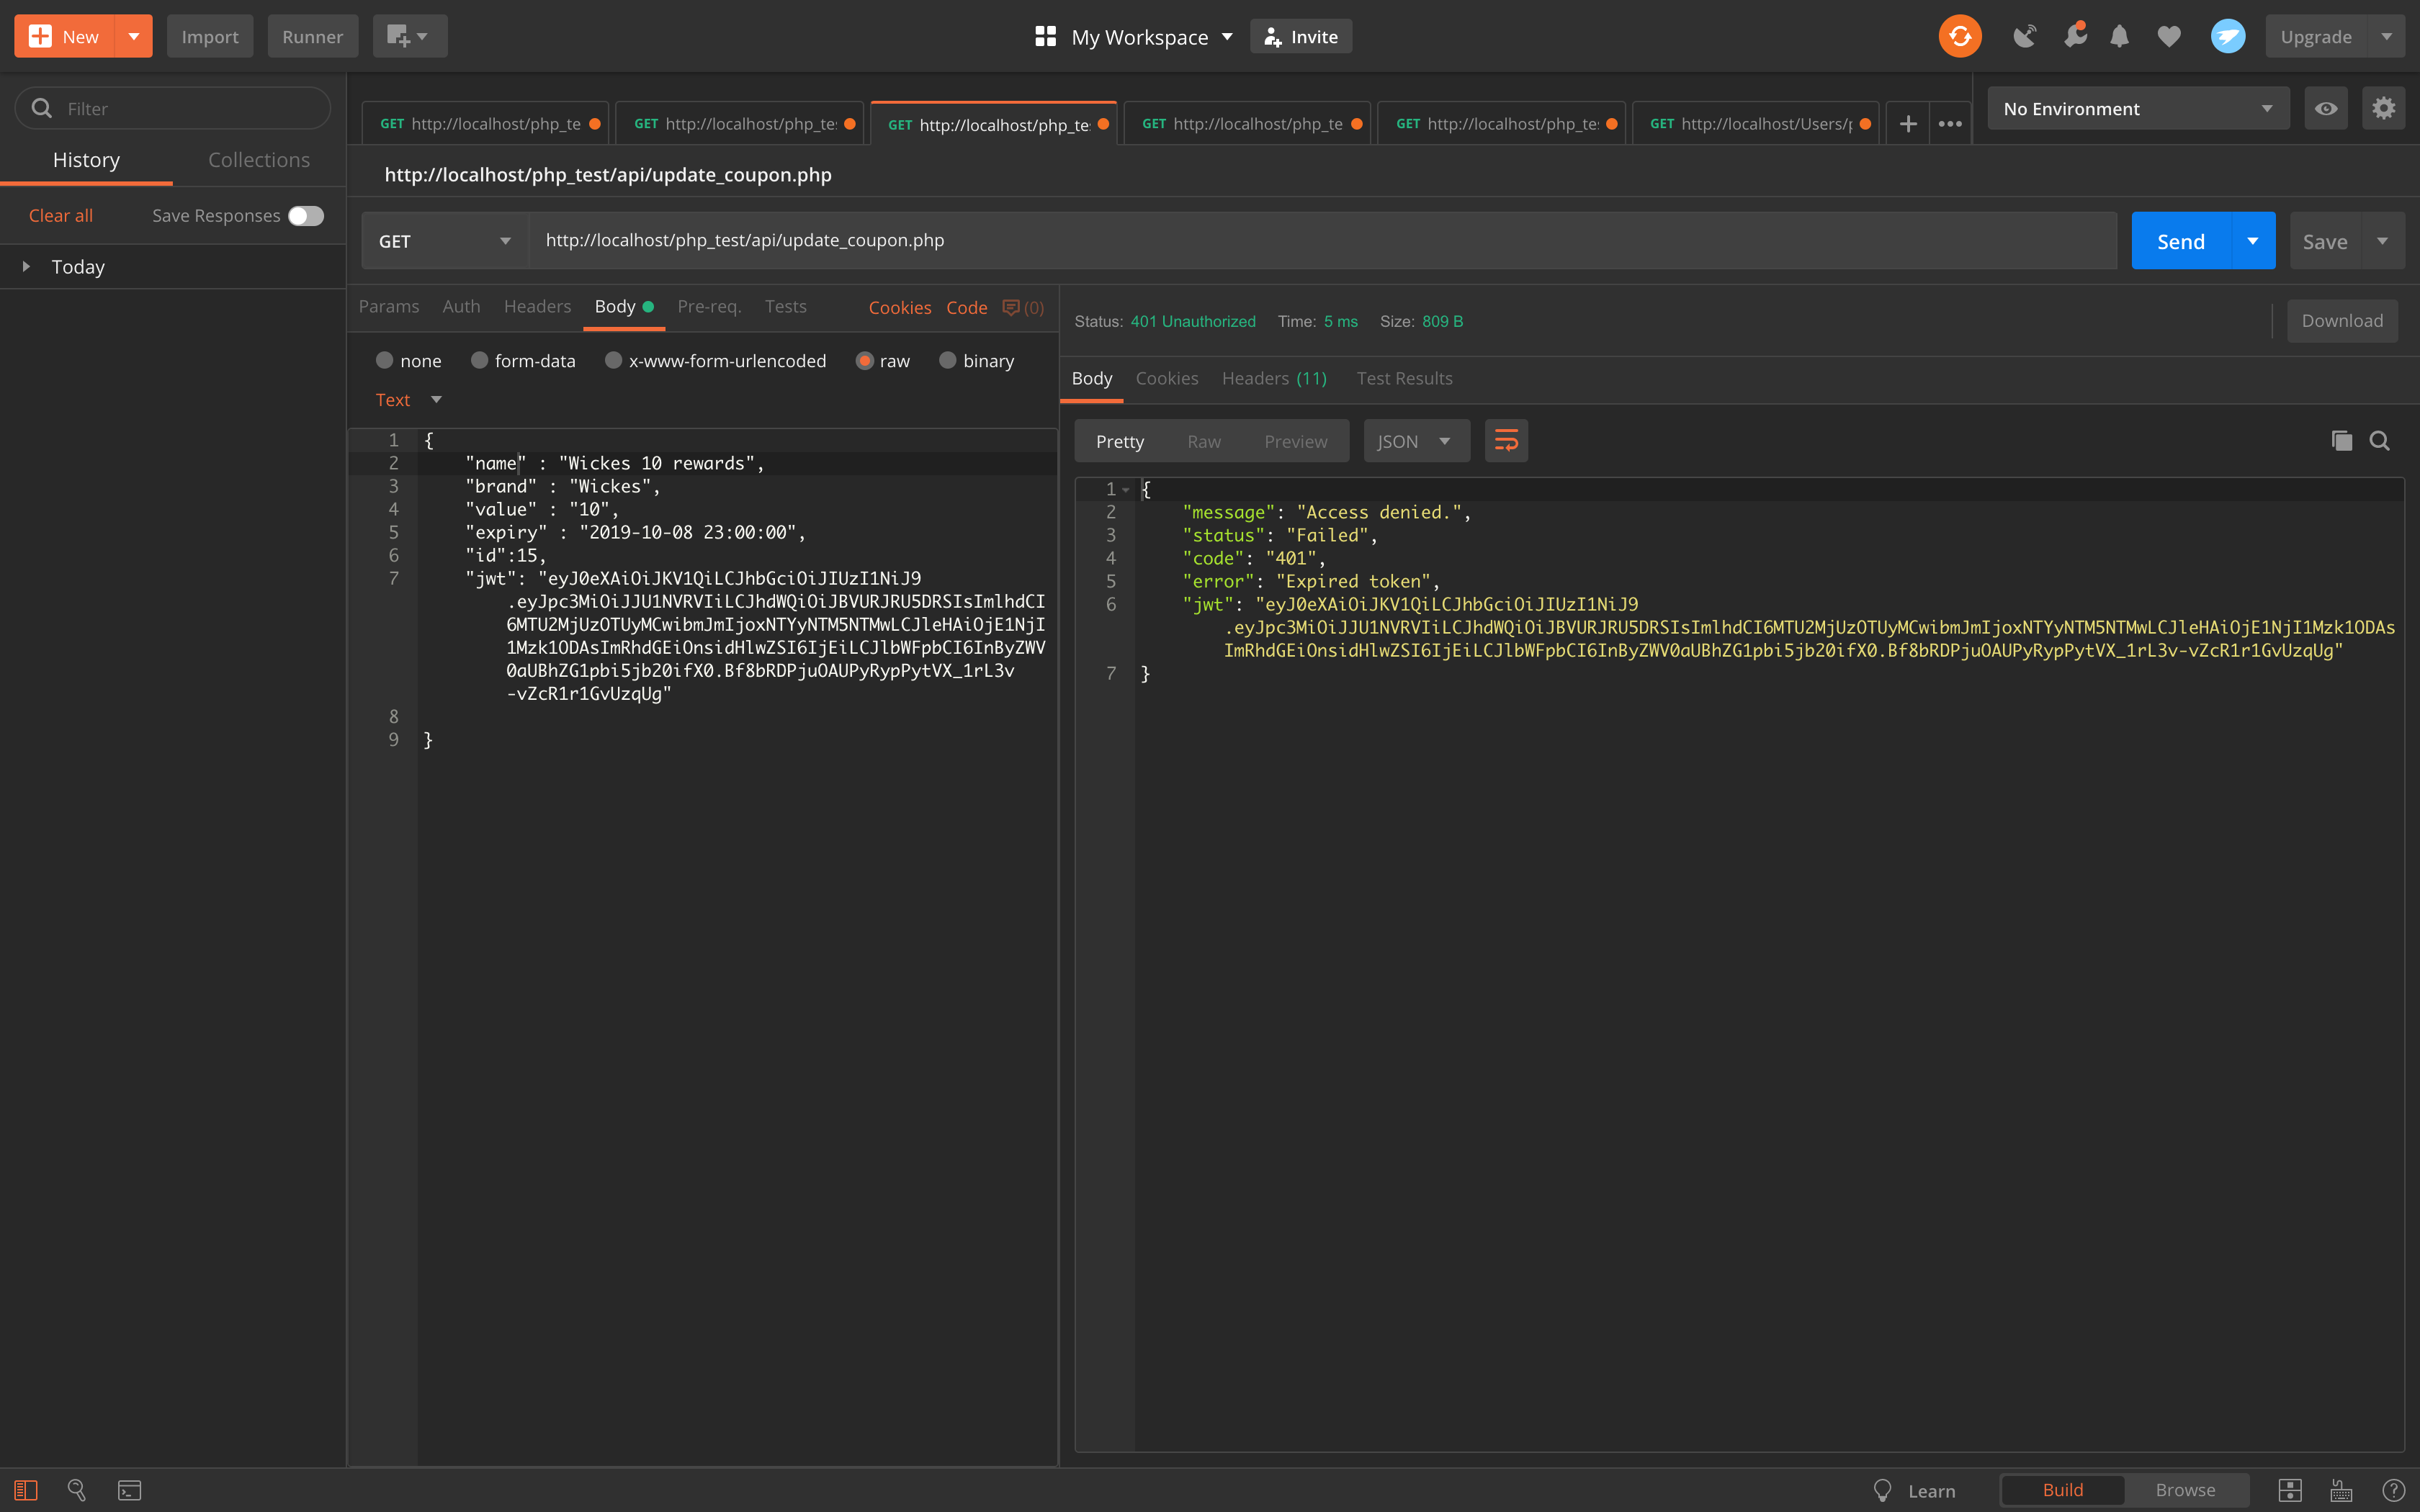 New
Import
Runner
My Workspace
Invite
Upgrade
Filter
History
Collections
Clear all
Save Responses
Today
GET http://localhost/php_te
GET http://localhost/php_te
GET http://localhost/php_te
GET http://localhost/php_te
GET http://localhost/php_te
GET http://localhost/Users/p
No Environment
http://localhost/php_test/api/update_coupon.php
GET
http://localhost/php_test/api/update_coupon.php
Send
Save
Params Auth Headers Body Pre-req. Tests Cookies Code (0)
none form-data x-www-form-urlencoded raw binary
Text
1 {
2 "name" : "Wickes 10 rewards",
3 "brand" : "Wickes",
4 "value" : "10",
5 "expiry" : "2019-10-08 23:00:00",
6 "id":15,
7 "jwt": "eyJ0eXAiOiJKV1QiLCJhbGciOiJIUzI1NiJ9
.eyJpc3MiOiJJU1NVRVIiLCJhdWQiOiJBVURJRU5DRSIsImlhdCI
6MTU2MjUzOTUyMCwibmJmIjoxNTYyNTM5NTMwLCJleHAiOjE1NjI
1Mzk1ODAsImRhdGEiOnsidHlwZSI6IjEiLCJlbWFpbCI6InByZWV
0aUBhZG1pbi5jb20ifX0.Bf8bRDPjuOAUPyRypPytVX_1rL3v
-vZcR1r1GvUzqUg"
8
9 }
Status: 401 Unauthorized Time: 5 ms Size: 809 B
Download
Body Cookies Headers (11) Test Results
Pretty Raw Preview JSON
1 {
2 "message": "Access denied.",
3 "status": "Failed",
4 "code": "401",
5 "error": "Expired token",
6 "jwt": "eyJ0eXAiOiJKV1QiLCJhbGciOiJIUzI1NiJ9
.eyJpc3MiOiJJU1NVRVIiLCJhdWQiOiJBVURJRU5DRSIsImlhdCI6MTU2MjUzOTUyMCwibmJmIjoxNTYyNTM5NTMwLCJleHAiOjE1NjI1Mzk1ODAs
ImRhdGEiOnsidHlwZSI6IjEiLCJlbWFpbCI6InByZWV0aUBhZG1pbi5jb20ifX0.Bf8bRDPjuOAUPyRypPytVX_1rL3v-vZcR1r1GvUzqUg"
7 }
Learn
Build
Browse